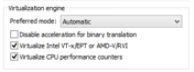 Virtualization engine
Preferred mode: Automatic
Disable acceleration for binary translation
Virtualize Intel VT-x/EPT or AMD-V/RVI
Virtualize CPU performance counters